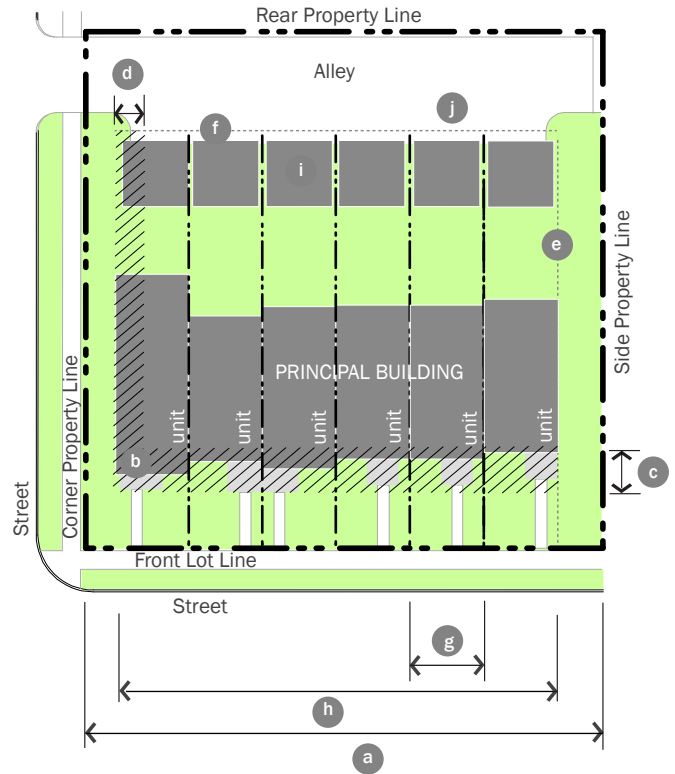 Rear Property Line
Alley
d
j
f
i
e
Side Property Line
PRINCIPAL BUILDING
unit
unit
unit
unit
unit
unit
b
c
Corner Property Line
Street
Front Lot Line
Street
g
h
a